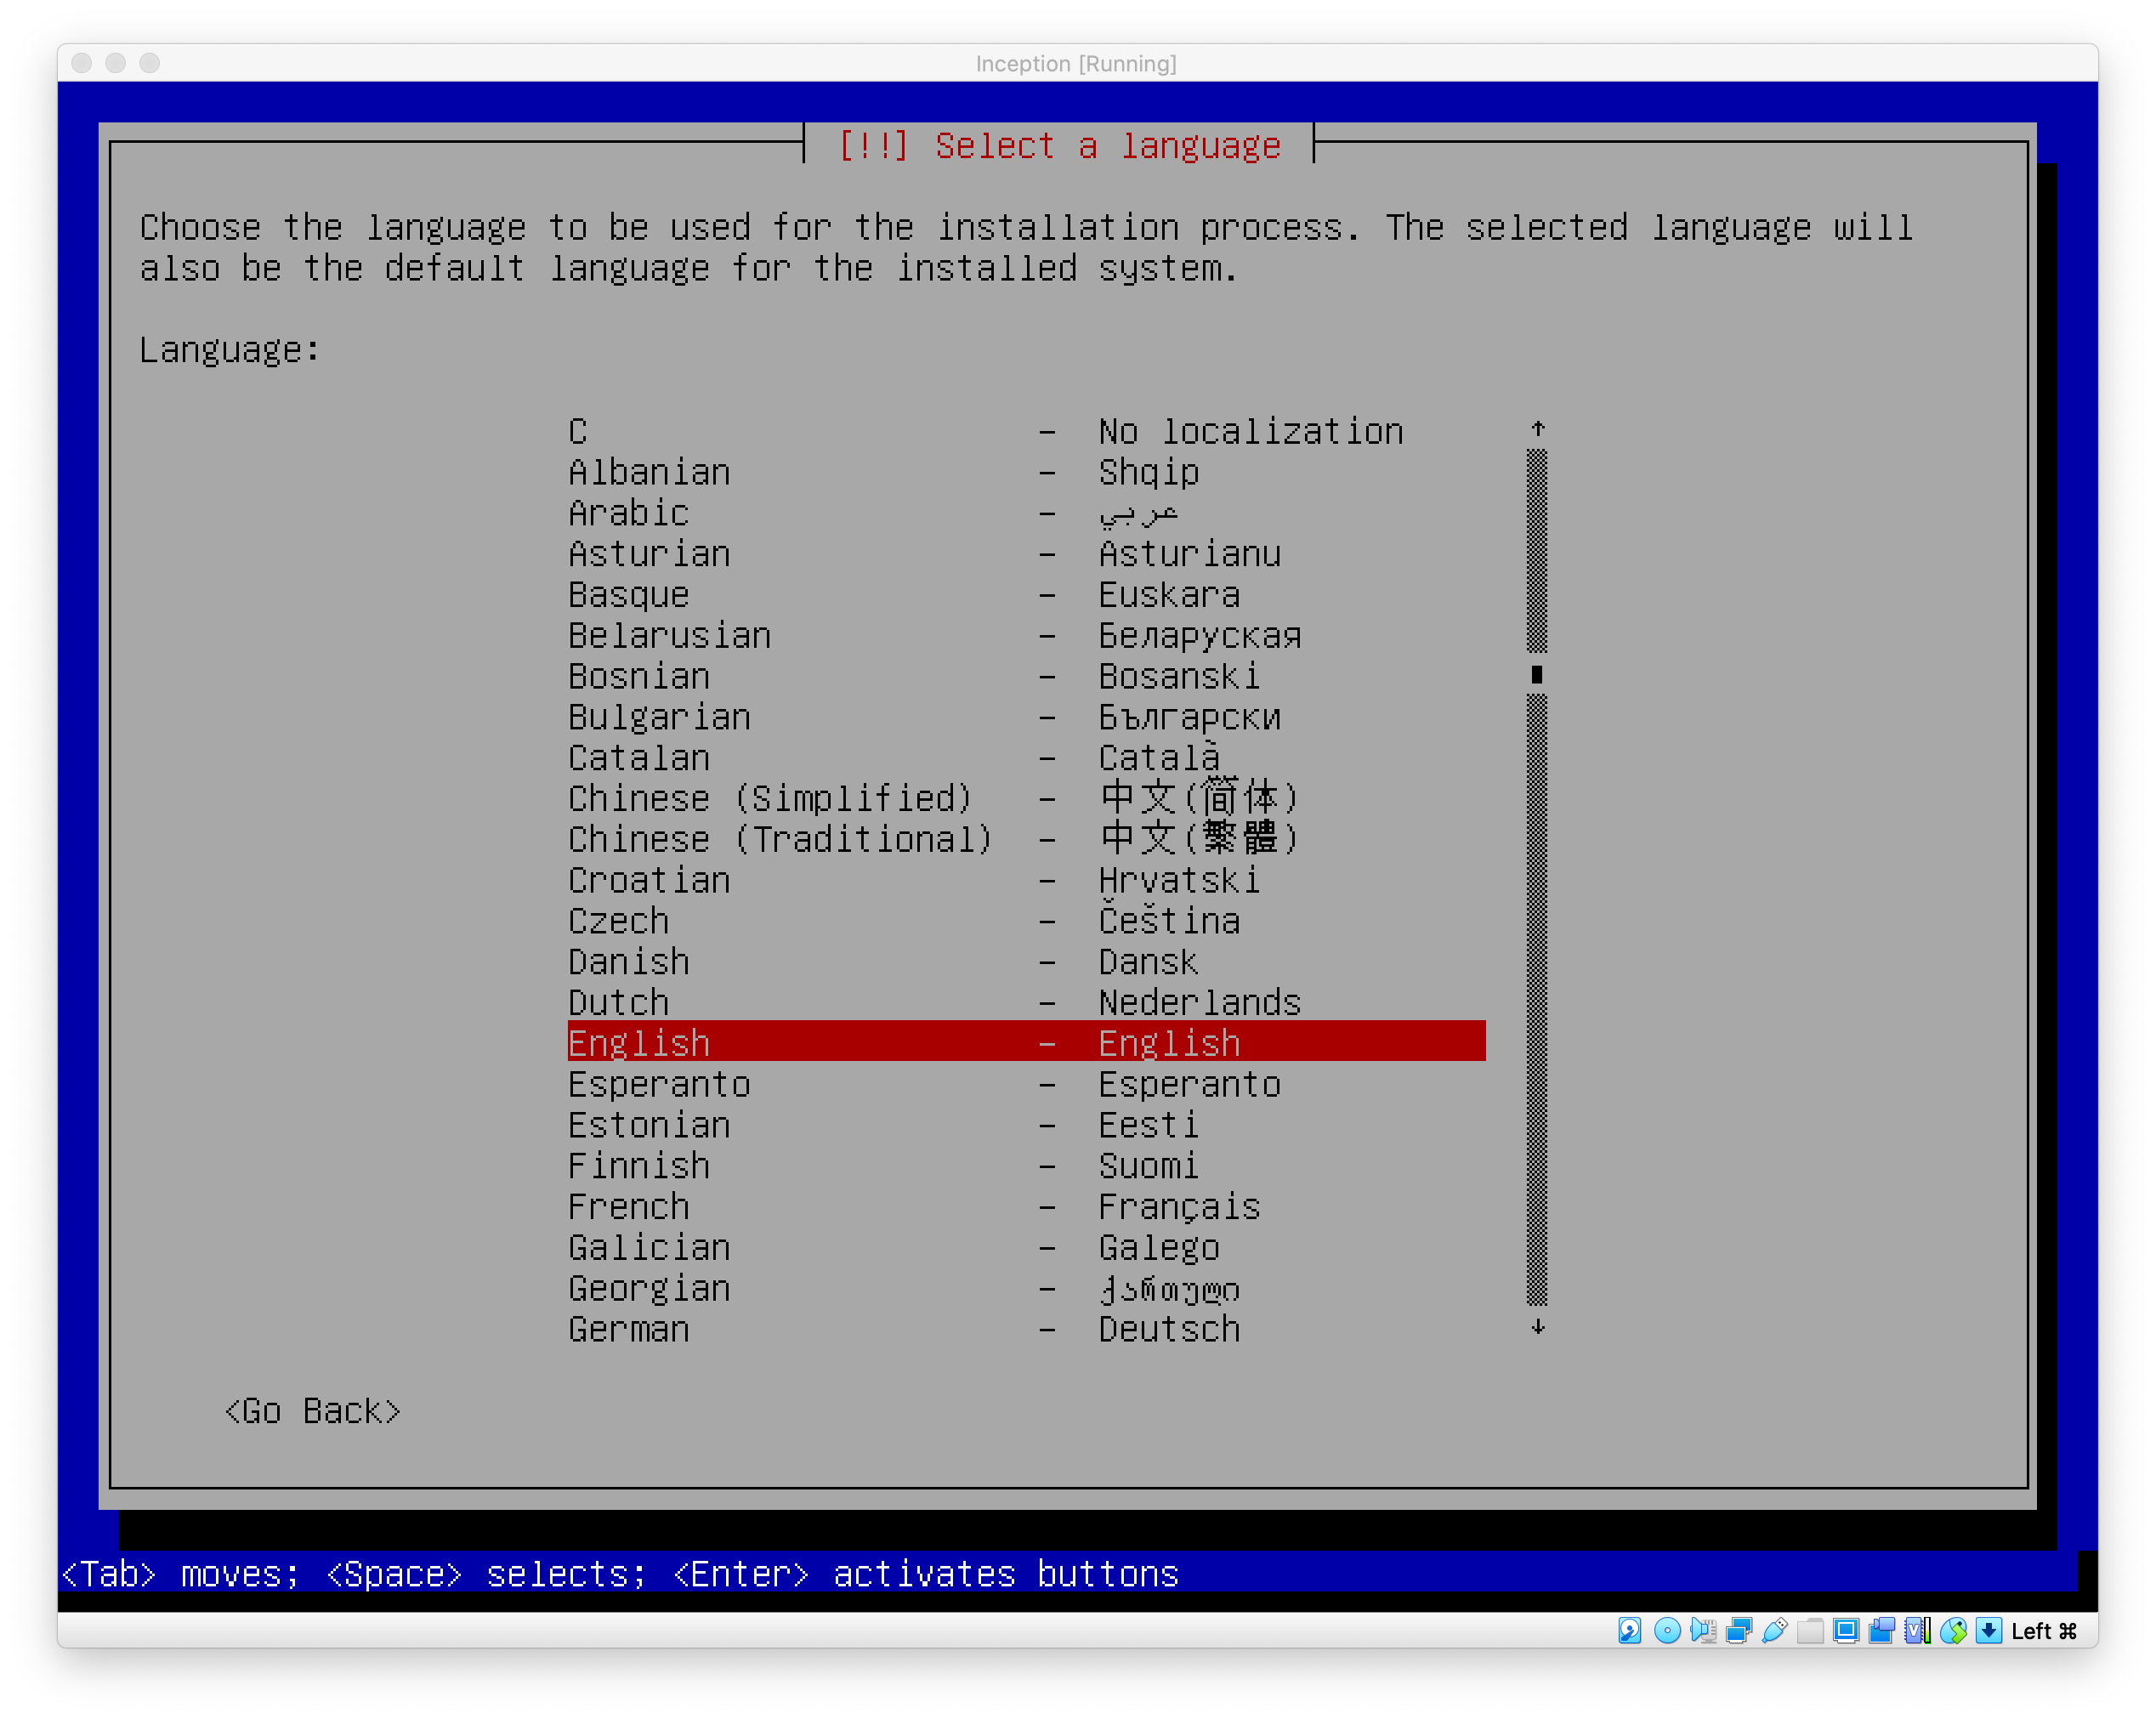 Inception [Running]
[!!] Select a language
Choose the language to be used for the installation process. The selected language will
also be the default language for the installed system.
Language:
C - No localization
Albanian - Shqip
Arabic - عربي
Asturian - Asturianu
Basque - Euskara
Belarusian - Беларуская
Bosnian - Bosanski
Bulgarian - Български
Catalan - Català
Chinese (Simplified) - 中文(简体)
Chinese (Traditional) - 中文(繁體)
Croatian - Hrvatski
Czech - Čeština
Danish - Dansk
Dutch - Nederlands
English - English
Esperanto - Esperanto
Estonian - Eesti
Finnish - Suomi
French - Français
Galician - Galego
Georgian - ქართული
German - Deutsch
<Go Back>
<Tab> moves; <Space> selects; <Enter> activates buttons
Left ⌘